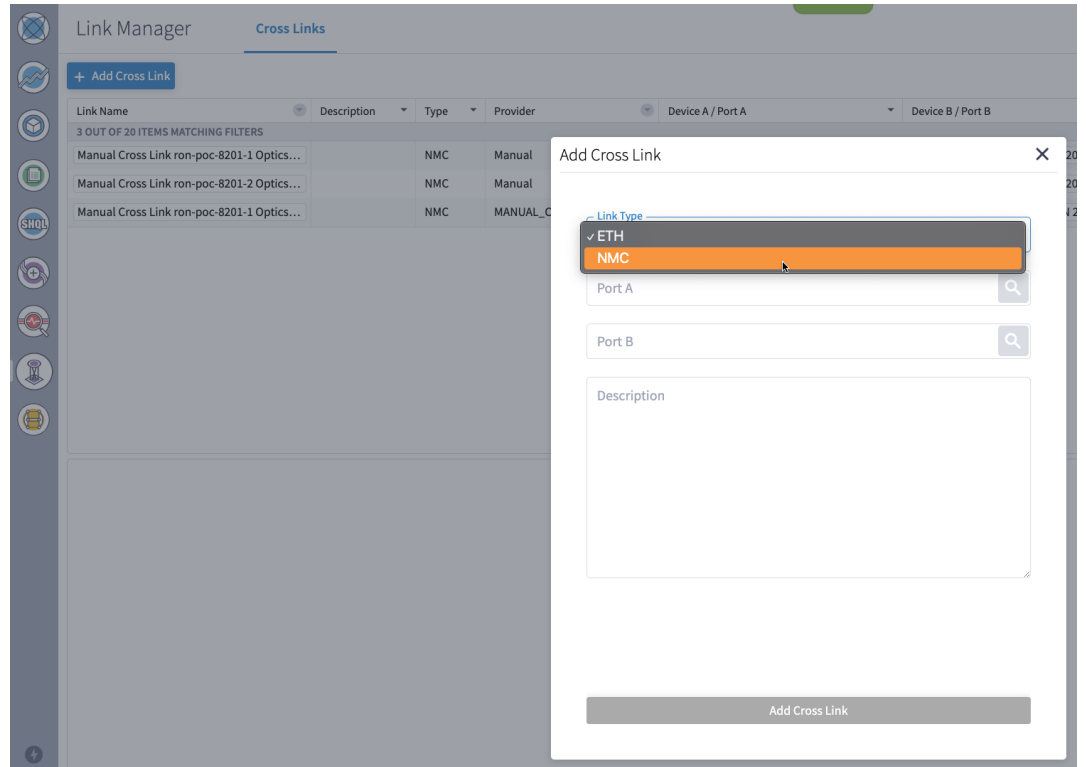 Link Manager
Cross Links
+ Add Cross Link
Link Name Description Type Provider Device A / Port A Device B / Port B
3 OUT OF 20 ITEMS MATCHING FILTERS
Manual Cross Link ron-poc-8201-1 Optics... NMC Manual
Manual Cross Link ron-poc-8201-2 Optics... NMC Manual
Manual Cross Link ron-poc-8201-1 Optics... NMC MANUAL_C
SHQL
Add Cross Link
Link Type
✓ ETH
NMC
Port A
Port B
Description
Add Cross Link